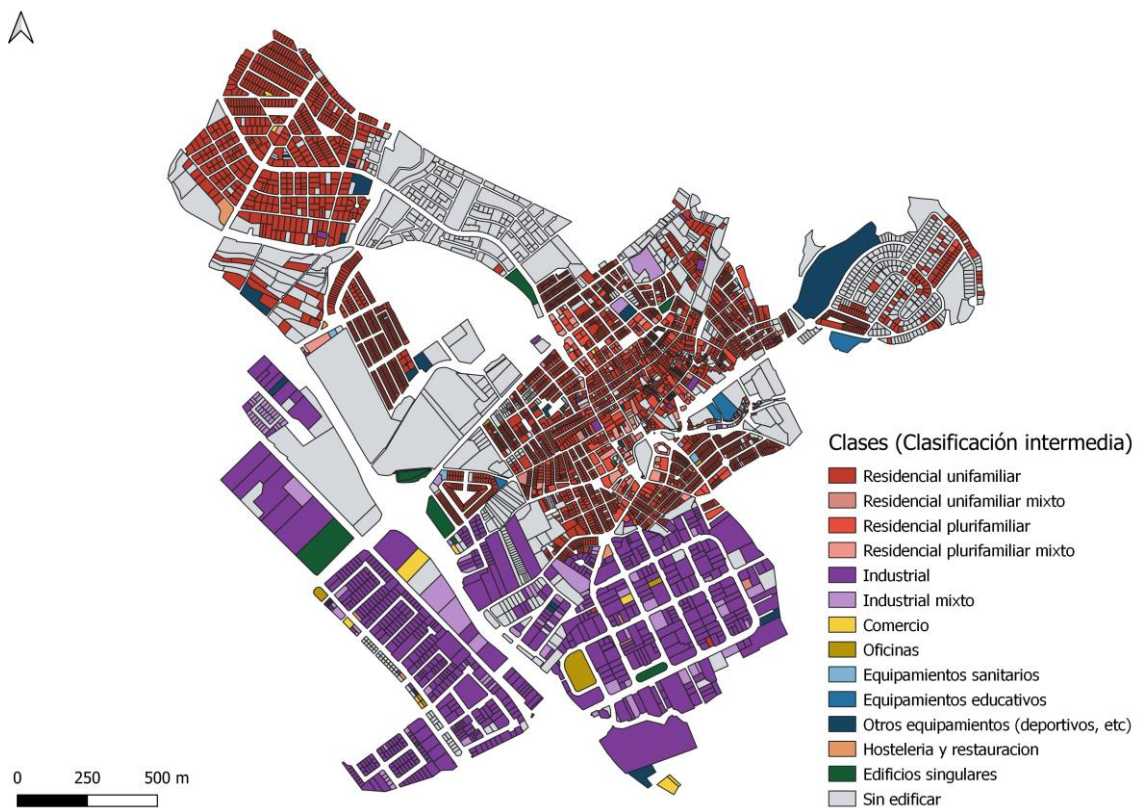 Clases (Clasificación intermedia)
Residencial unifamiliar
Residencial unifamiliar mixto
Residencial plurifamiliar
Residencial plurifamiliar mixto
Industrial
Industrial mixto
Comercio
Oficinas
Equipamientos sanitarios
Equipamientos educativos
Otros equipamientos (deportivos, etc)
Hosteleria y restauracion
Edificios singulares
Sin edificar
0 250 500 m